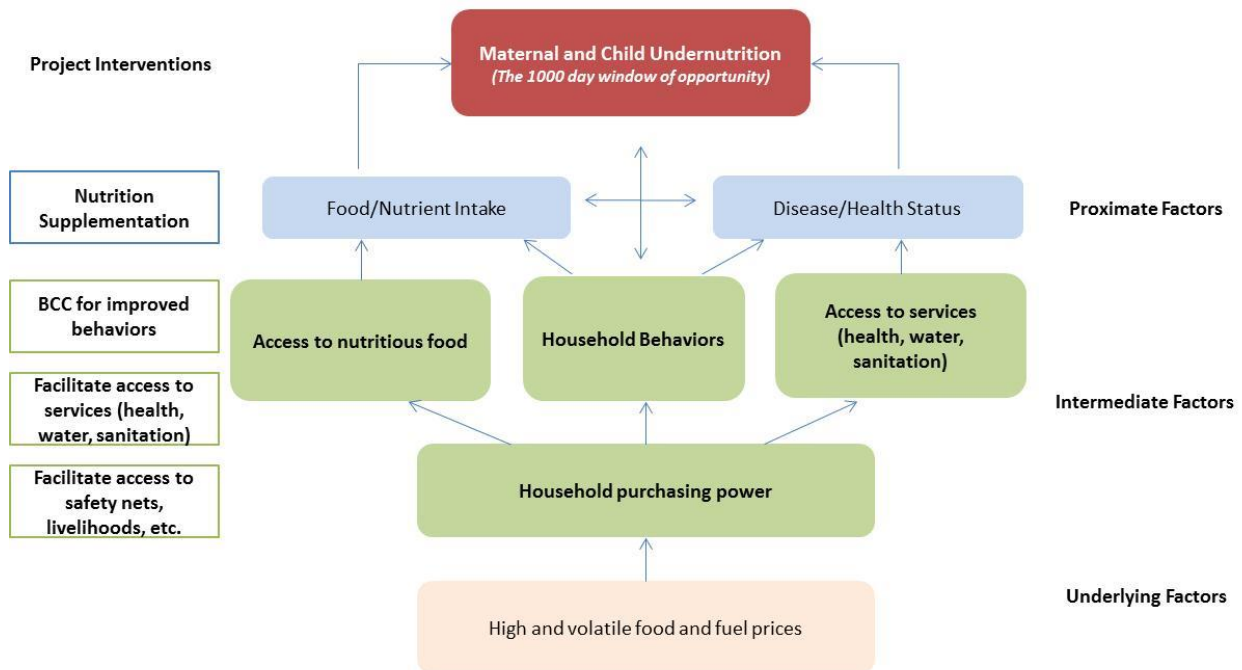 Maternal and Child Undernutrition
(The 1000 day window of opportunity)
Project Interventions
Nutrition
Supplementation
Food/Nutrient Intake
Disease/Health Status
Proximate Factors
BCC for improved
behaviors
Access to nutritious food
Household Behaviors
Access to services
(health, water,
sanitation)
Facilitate access to
services (health,
water, sanitation)
Intermediate Factors
Facilitate access to
safety nets,
livelihoods, etc.
Household purchasing power
Underlying Factors
High and volatile food and fuel prices